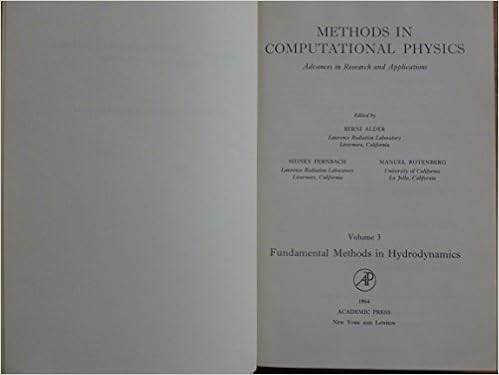 METHODS IN
COMPUTATIONAL PHYSICS
Advances in Research and Applications
Edited by
BERNI ALDER
Lawrence Radiation Laboratory
Livermore, California
SIDNEY FERNBACH
Lawrence Radiation Laboratory
Livermore, California
MANUEL ROTENBERG
University of California
La Jolla, California
Volume 3
Fundamental Methods in Hydrodynamics
AP
1964
ACADEMIC PRESS
New York and London